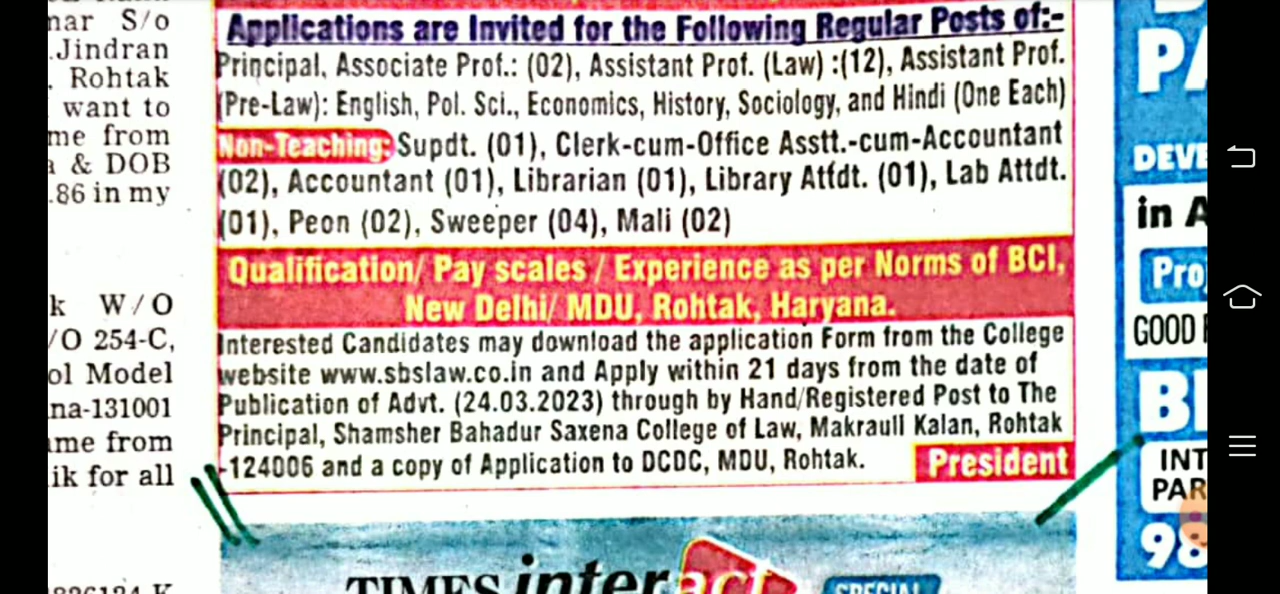 nar S/o
.Jindran
. Rohtak
want to
me from
& DOB
.86 in my
k W/O
/O 254-C,
ol Model
na-131001
me from
ik for all
Applications are Invited for the Following Regular Posts of:-
Principal, Associate Prof.: (02), Assistant Prof. (Law) :(12), Assistant Prof.
(Pre-Law): English, Pol. Sci., Economics, History, Sociology, and Hindi (One Each)
Non-Teaching: Supdt. (01), Clerk-cum-Office Asstt.-cum-Accountant
(02), Accountant (01), Librarian (01), Library Attdt. (01), Lab Attdt.
(01), Peon (02), Sweeper (04), Mali (02)
Qualification/ Pay scales / Experience as per Norms of BCI,
New Delhi/ MDU, Rohtak, Haryana.
Interested Candidates may download the application Form from the College
website www.sbslaw.co.in and Apply within 21 days from the date of
Publication of Advt. (24.03.2023) through by Hand/Registered Post to The
Principal, Shamsher Bahadur Saxena College of Law, Makraull Kalan, Rohtak
-124006 and a copy of Application to DCDC, MDU, Rohtak.
President
TIMES interact
SPECIAL
PA
DEVE
in A
Pro
GOOD
B
INT
PAR
98